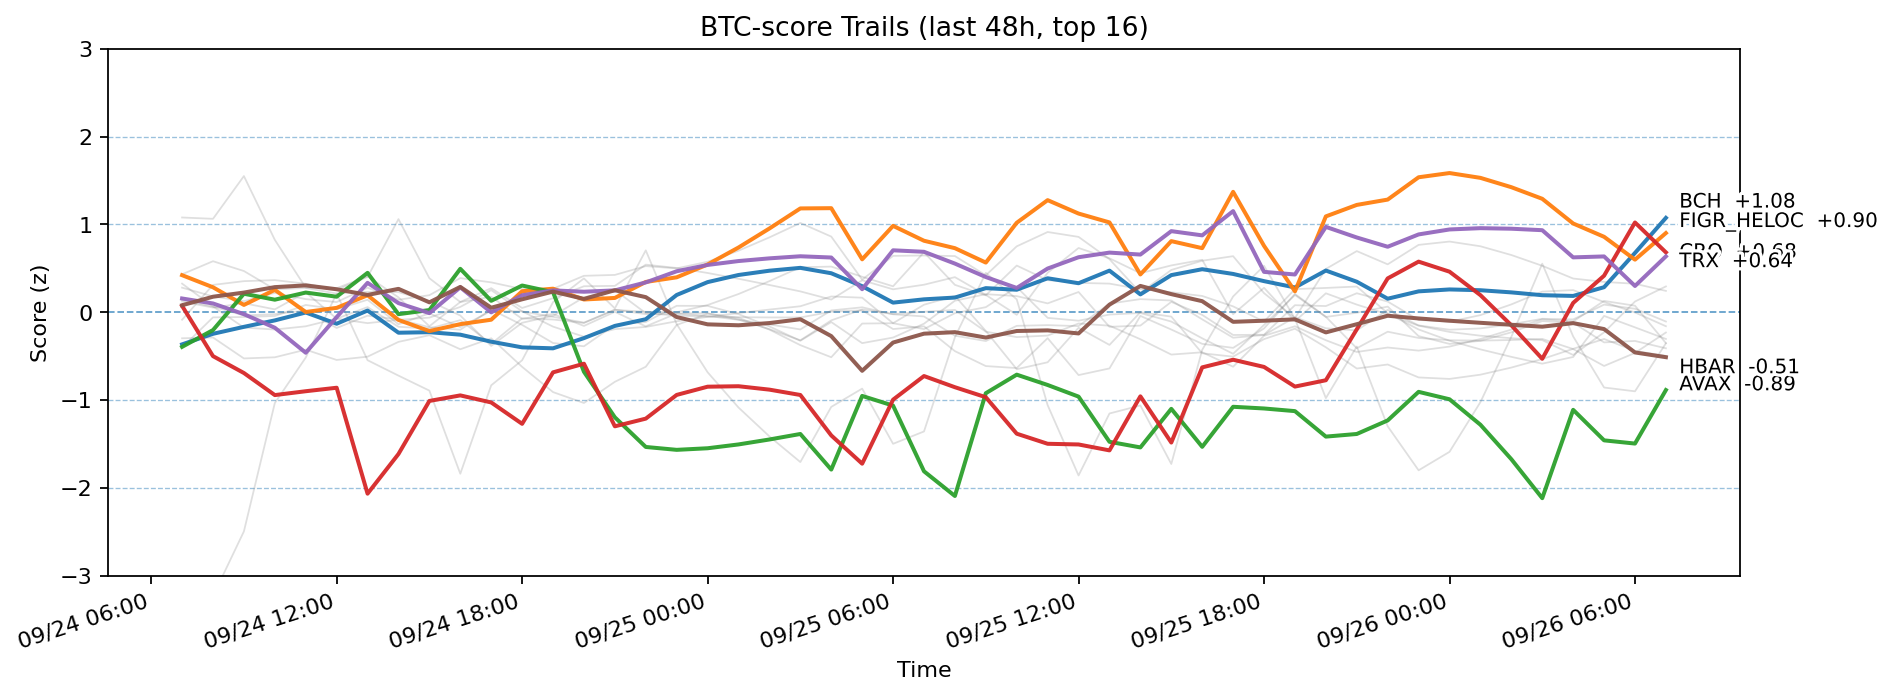 BTC-score Trails (last 48h, top 16)
3
2
1
0
−1
−2
−3
Score (z)
BCH +1.08
FIGR_HELOC +0.90
CRO +0.68
TRX +0.64
HBAR -0.51
AVAX -0.89
09/24 06:00
09/24 12:00
09/24 18:00
09/25 00:00
09/25 06:00
09/25 12:00
09/25 18:00
09/26 00:00
09/26 06:00
Time